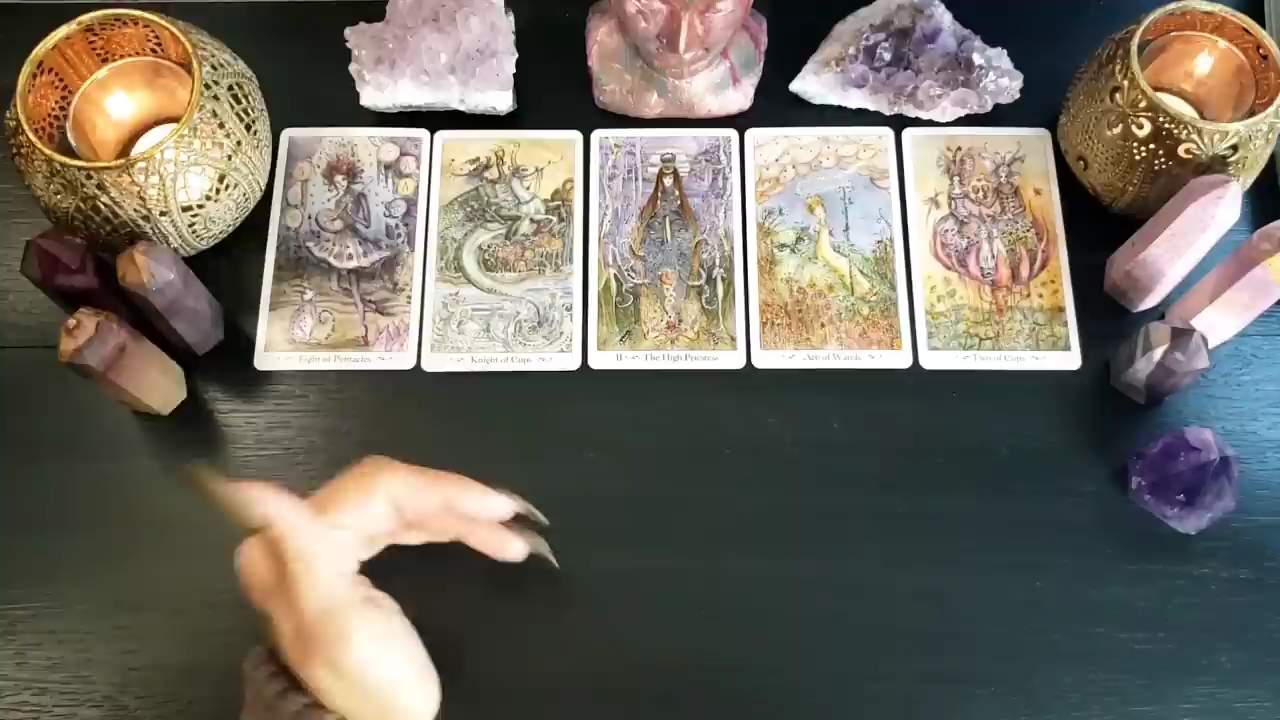 Eight of Pentacles
Knight of Cups
II The High Priestess
Ace of Wands
Two of Cups